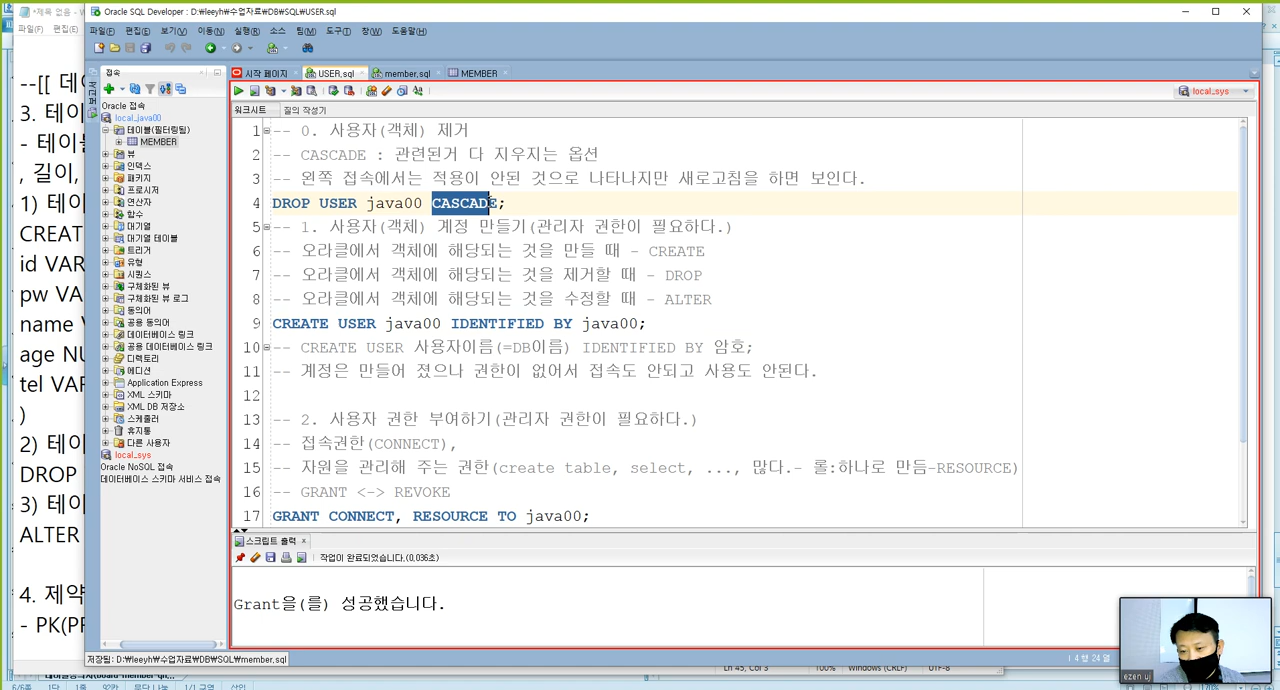 *제목 없음 -
Oracle SQL Developer : D:₩leeyh₩수업자료₩DB₩SQL₩USER.sql
파일(F) 편집(E)
파일(F) 편집(E) 보기(V) 이동(N) 실행(R) 소스 팀(M) 도구(T) 창(W) 도움말(H)
접속
시작 페이지 USER.sql member.sql MEMBER
local_sys
워크시트 질의 작성기
Oracle 접속
local_java00
테이블(필터링됨)
MEMBER
뷰
인덱스
패키지
프로시저
연산자
함수
대기열
대기열 테이블
트리거
유형
시퀀스
구체화된 뷰
구체화된 뷰 로그
동의어
공용 동의어
데이터베이스 링크
공용 데이터베이스 링크
디렉토리
에디션
Application Express
XML 스키마
XML DB 저장소
스케줄러
휴지통
다른 사용자
local_sys
Oracle NoSQL 접속
데이터베이스 스키마 서비스 접속
1 -- 0. 사용자(객체) 제거
2 -- CASCADE : 관련된거 다 지우지는 옵션
3 -- 왼쪽 접속에서는 적용이 안된 것으로 나타나지만 새로고침을 하면 보인다.
4 DROP USER java00 CASCADE;
5 -- 1. 사용자(객체) 계정 만들기(관리자 권한이 필요하다.)
6 -- 오라클에서 객체에 해당되는 것을 만들 때 - CREATE
7 -- 오라클에서 객체에 해당되는 것을 제거할 때 - DROP
8 -- 오라클에서 객체에 해당되는 것을 수정할 때 - ALTER
9 CREATE USER java00 IDENTIFIED BY java00;
10 -- CREATE USER 사용자이름(=DB이름) IDENTIFIED BY 암호;
11 -- 계정은 만들어 졌으나 권한이 없어서 접속도 안되고 사용도 안된다.
12
13 -- 2. 사용자 권한 부여하기(관리자 권한이 필요하다.)
14 -- 접속권한(CONNECT),
15 -- 자원을 관리해 주는 권한(create table, select, ..., 많다.- 롤:하나로 만듬-RESOURCE)
16 -- GRANT <-> REVOKE
17 GRANT CONNECT, RESOURCE TO java00;
스크립트 출력
작업이 완료되었습니다.(0,036초)
Grant을(를) 성공했습니다.
저장됨: D:₩leeyh₩수업자료₩DB₩SQL₩member.sql
4 행 24 열
--[[ 데
3. 테이
- 테이
, 길이,
1) 테이
CREAT
id VAR
pw VA
name
age NU
tel VAR
)
2) 테이
DROP
3) 테이
ALTER
4. 제약
- PK(PR
Ln 45, Col 3 100% Windows (CRLF) UTF-8
ezen uj